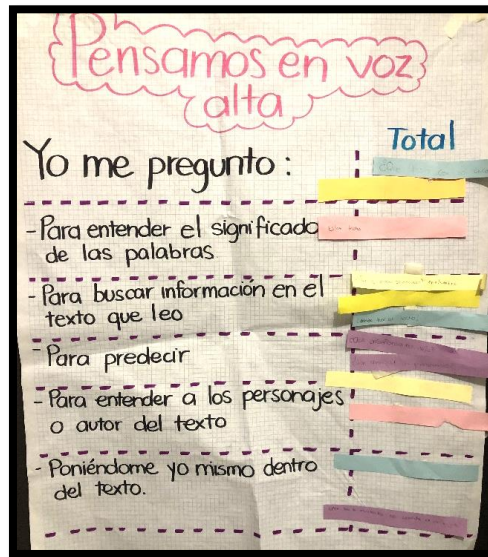 Pensamos en voz
alta
Total
Yo me pregunto:
-Para entender el significado
de las palabras
-Para buscar información en el
texto que leo
-Para predecir
-Para entender a los personajes
o autor del texto
-Poniéndome yo mismo dentro
del texto.